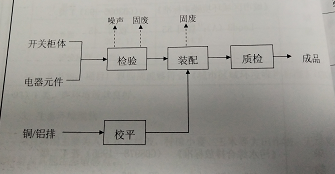 噪声 固废 固废
开关柜体
检验 装配 质检 成品
电器元件
铜/铝排 校平